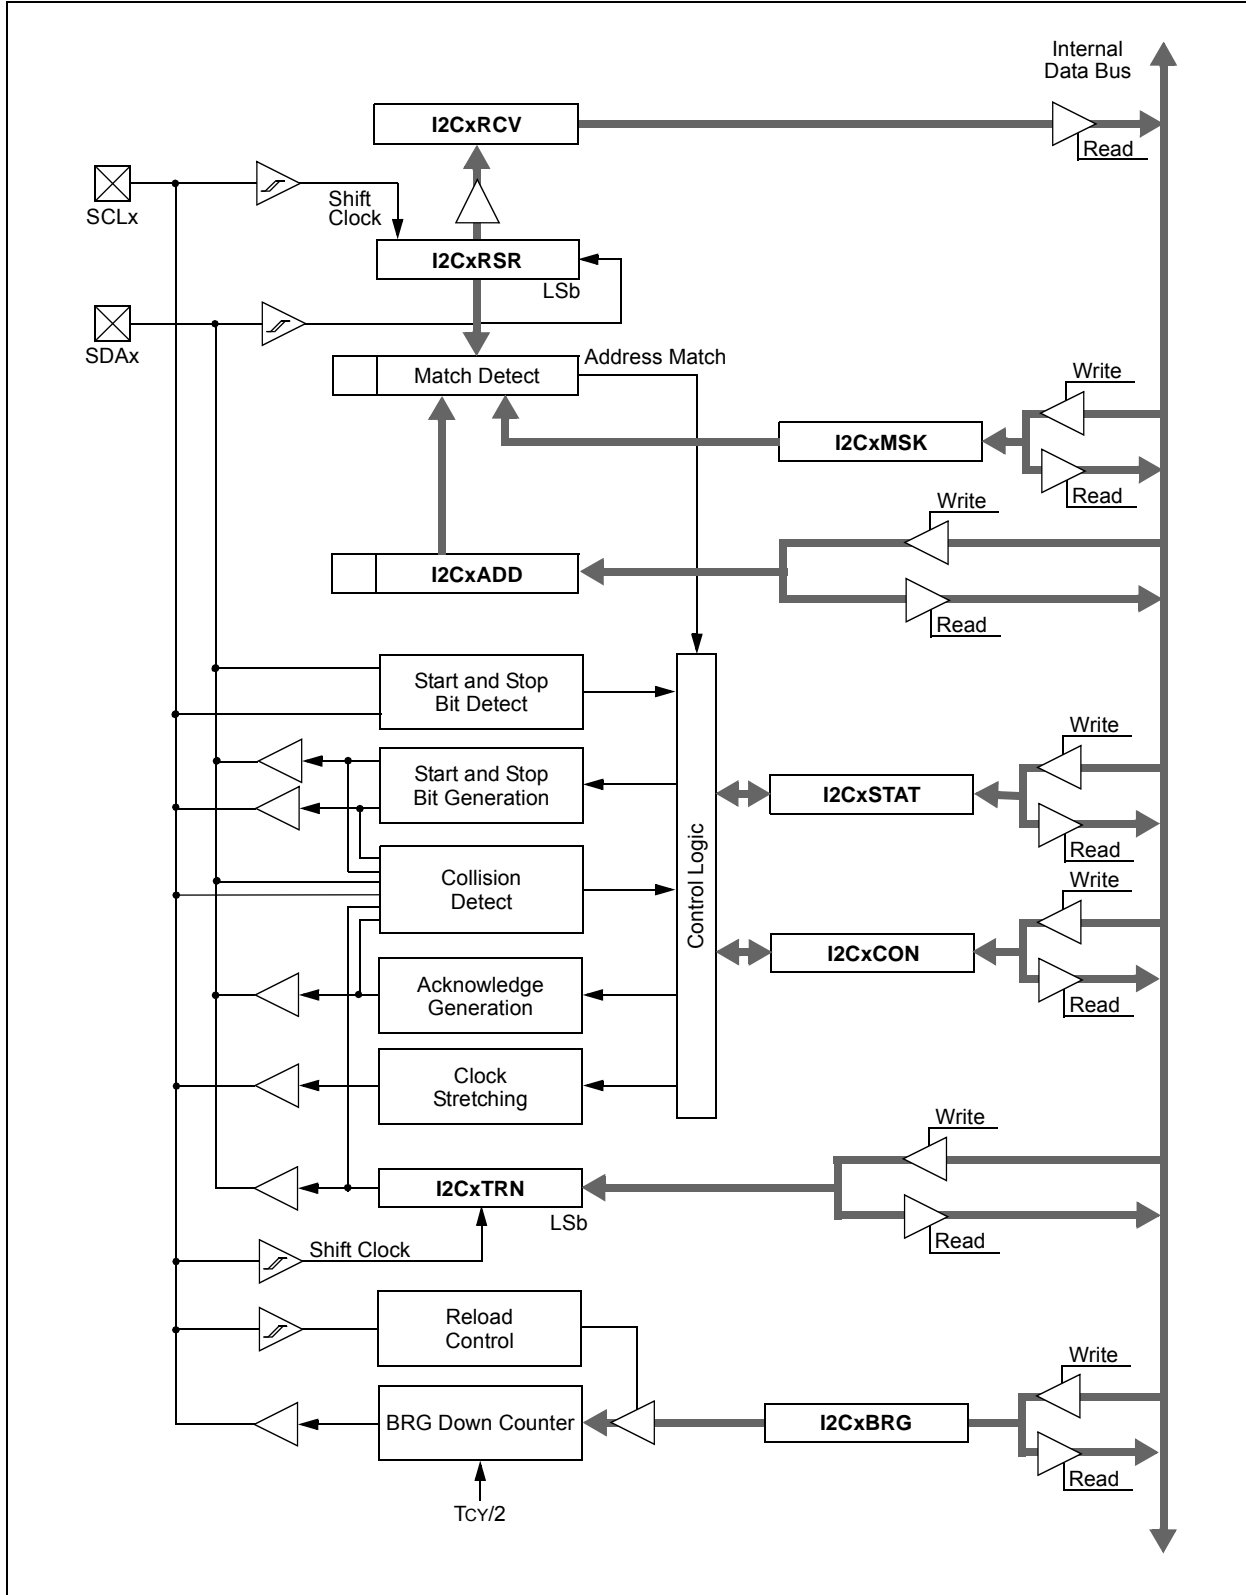 Internal
Data Bus
I2CxRCV
Read
SCLx
Shift
Clock
I2CxRSR
LSb
SDAx
Address Match
Match Detect
Write
I2CxMSK
Read
Write
I2CxADD
Read
Start and Stop
Bit Detect
Write
Start and Stop
Bit Generation
I2CxSTAT
Read
Control Logic
Collision
Detect
Write
I2CxCON
Read
Acknowledge
Generation
Clock
Stretching
Write
I2CxTRN
LSb
Read
Shift Clock
Reload
Control
Write
BRG Down Counter
I2CxBRG
Read
TCY/2